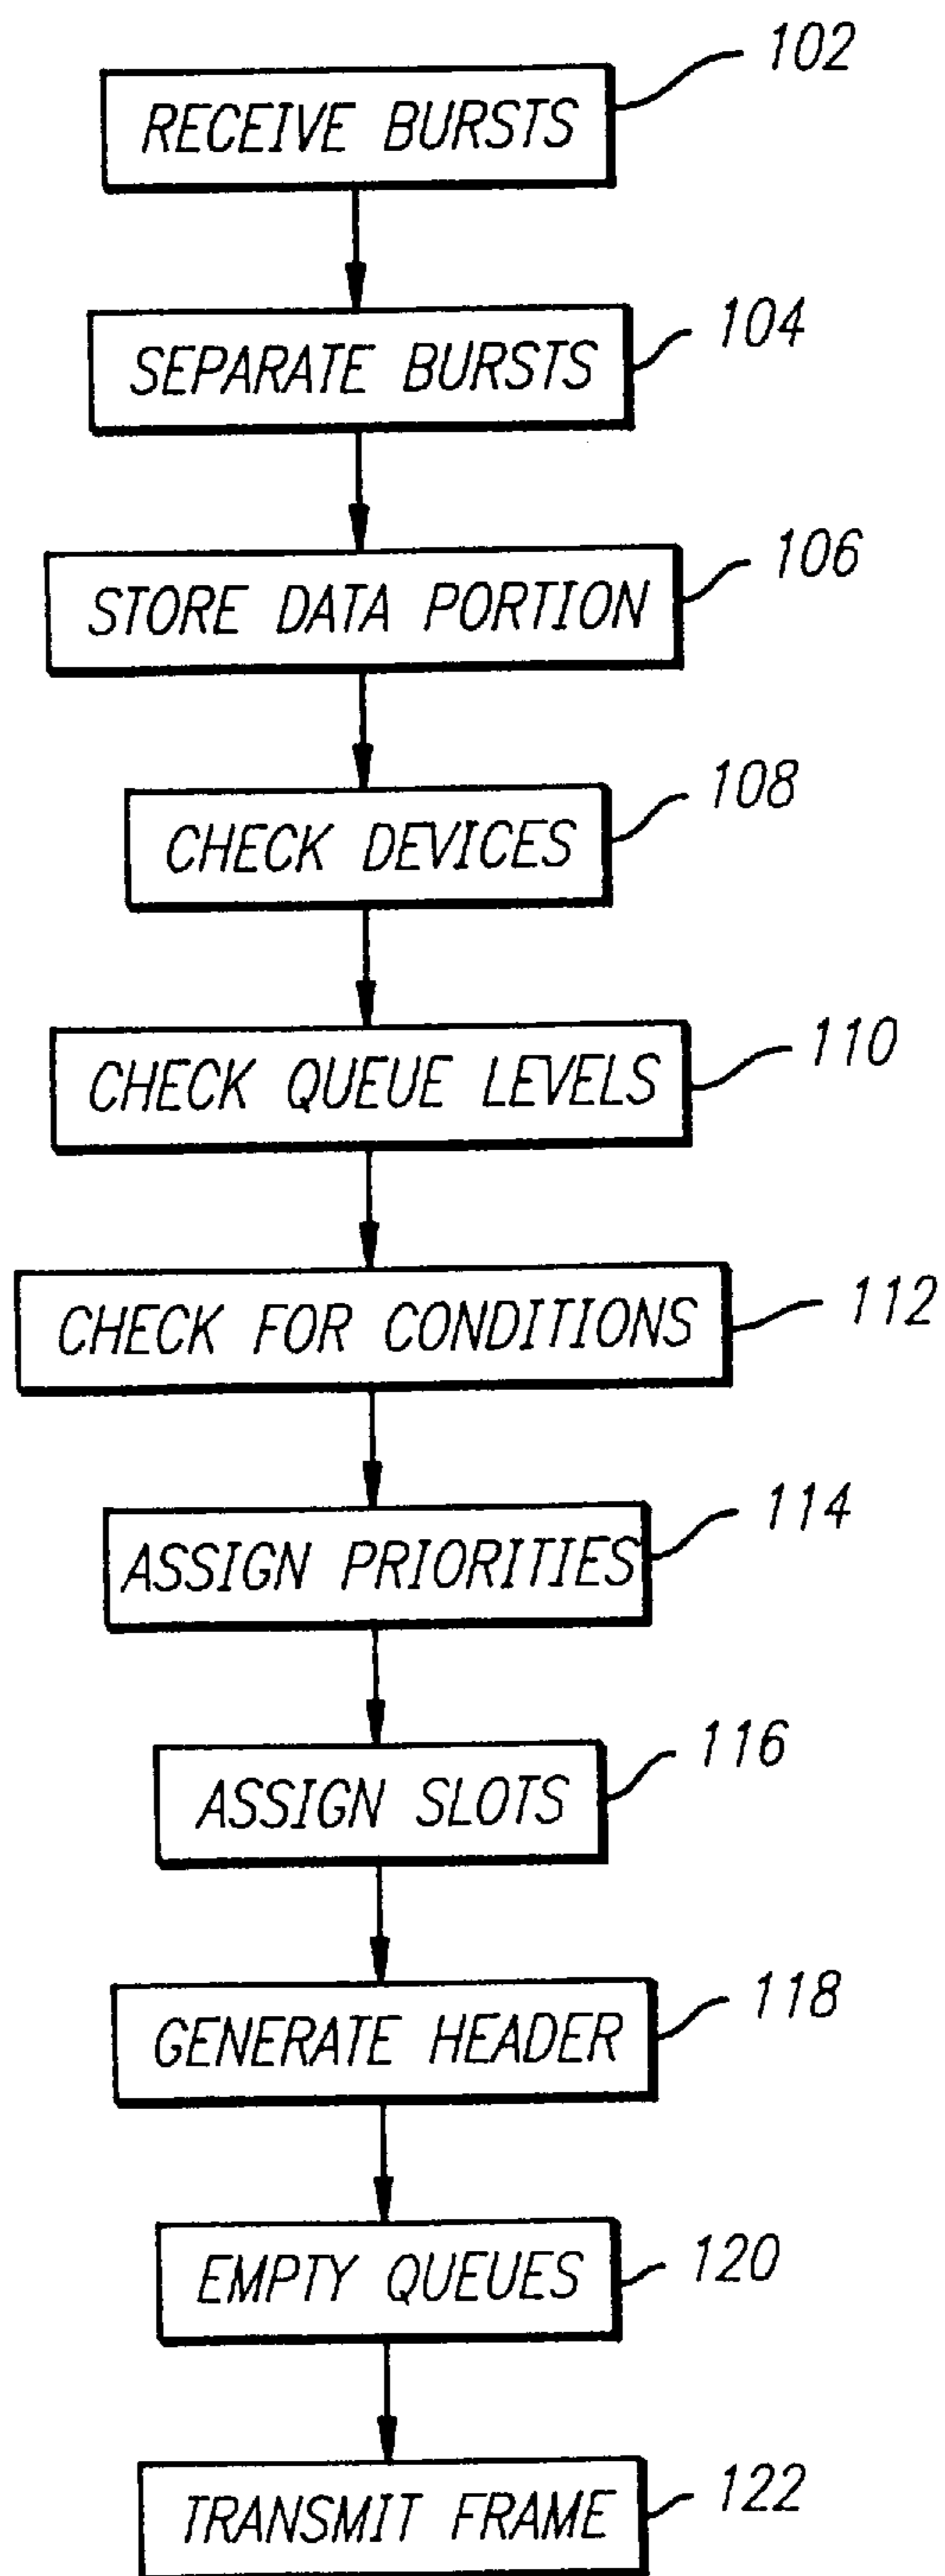 102
RECEIVE BURSTS
104
SEPARATE BURSTS
106
STORE DATA PORTION
108
CHECK DEVICES
110
CHECK QUEUE LEVELS
112
CHECK FOR CONDITIONS
114
ASSIGN PRIORITIES
116
ASSIGN SLOTS
118
GENERATE HEADER
120
EMPTY QUEUES
122
TRANSMIT FRAME